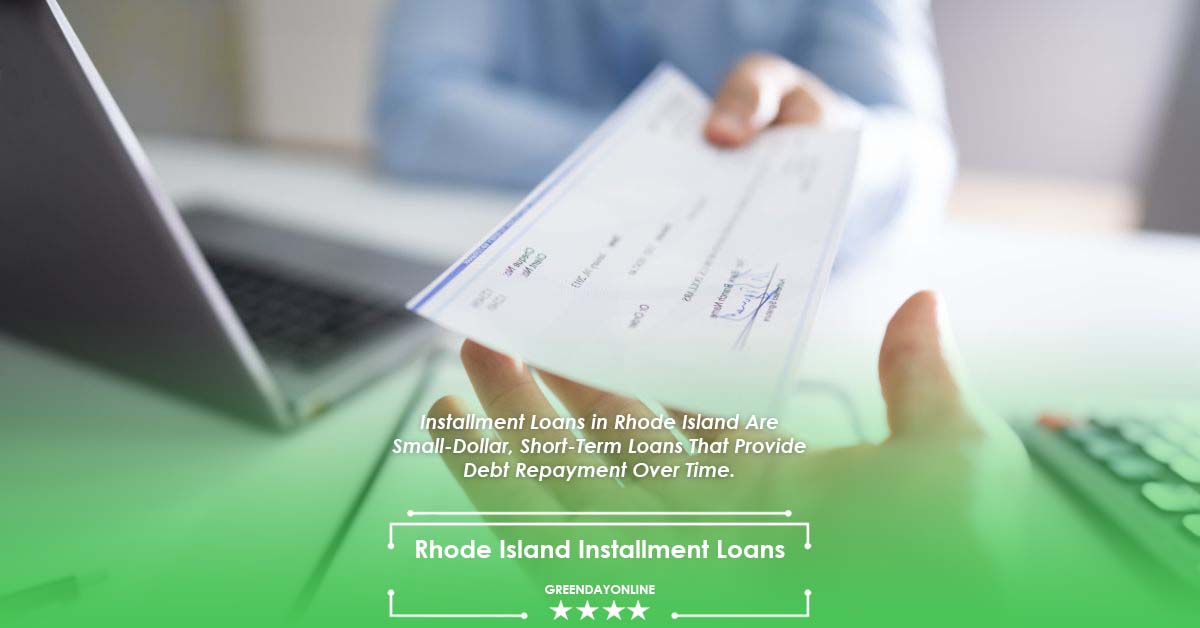 Installment Loans in Rhode Island Are
Small-Dollar, Short-Term Loans That Provide
Debt Repayment Over Time.
Rhode Island Installment Loans
GREENDAYONLINE